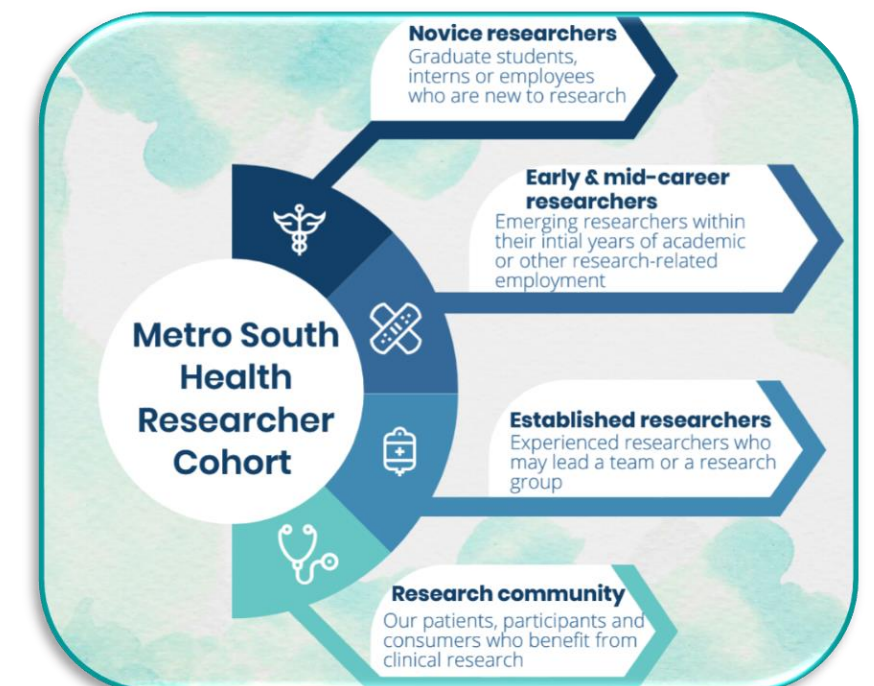 Novice researchers
Graduate students,
interns or employees
who are new to research
Early & mid-career
researchers
Emerging researchers within
their intial years of academic
or other research-related
employment
Metro South
Health
Researcher
Cohort
Established researchers
Experienced researchers who
may lead a team or a research
group
Research community
Our patients, participants and
consumers who benefit from
clinical research